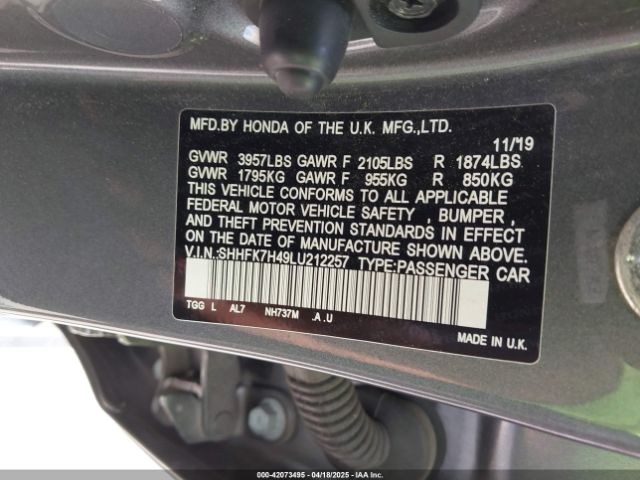 MFD.BY HONDA OF THE U.K. MFG.,LTD.
11/'19
GVWR 3957LBS GAWR F 2105LBS R 1874LBS
GVWR 1795KG GAWR F 955KG R 850KG
THIS VEHICLE CONFORMS TO ALL APPLICABLE
FEDERAL MOTOR VEHICLE SAFETY , BUMPER ,
AND THEFT PREVENTION STANDARDS IN EFFECT
ON THE DATE OF MANUFACTURE SHOWN ABOVE.
V.I.N.:SHHFK7H49LU212257 TYPE:PASSENGER CAR
TGG L AL7 NH737M .A .U
MADE IN U.K.
000-42073495 - 04/18/2025 - IAAI, Inc.